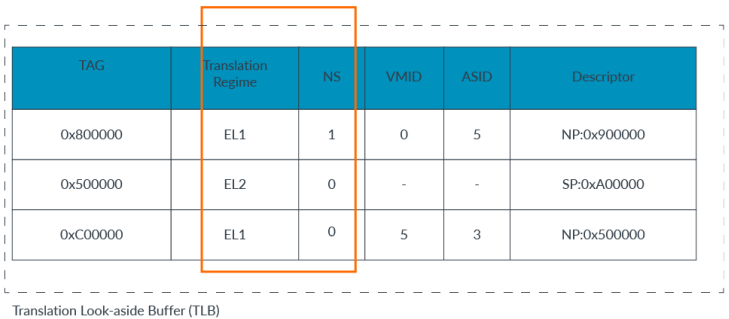 TAG Translation Regime NS VMID ASID Descriptor
0x800000 EL1 1 0 5 NP:0x900000
0x500000 EL2 0 - - SP:0xA00000
0xC00000 EL1 0 5 3 NP:0x500000
Translation Look-aside Buffer (TLB)